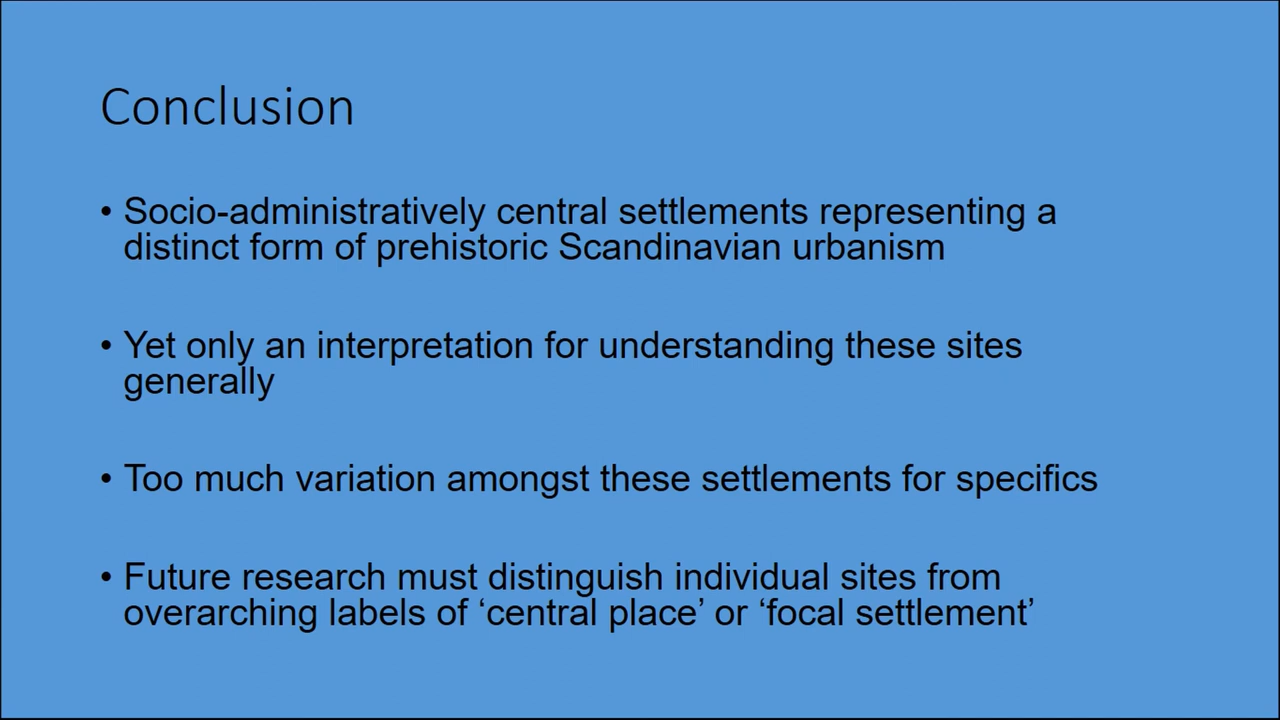 Conclusion
• Socio-administratively central settlements representing a
distinct form of prehistoric Scandinavian urbanism
• Yet only an interpretation for understanding these sites
generally
• Too much variation amongst these settlements for specifics
• Future research must distinguish individual sites from
overarching labels of ‘central place’ or ‘focal settlement’